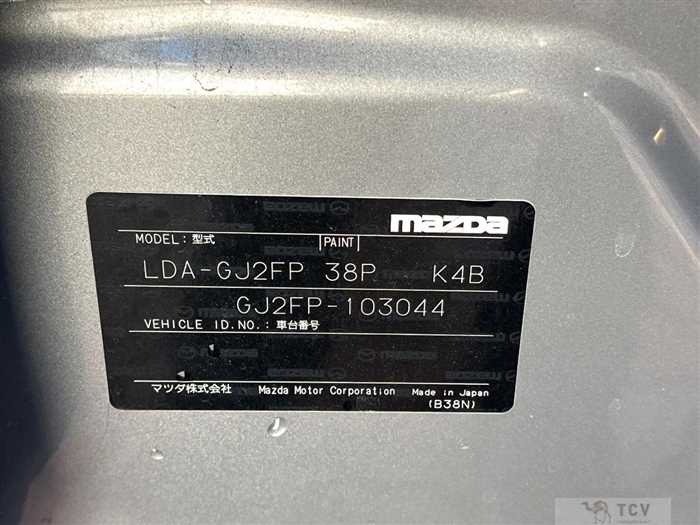 mazda
MODEL: 型式 PAINT
LDA-GJ2FP 38P K4B
GJ2FP-103044
VEHICLE ID.NO.: 車台番号
マツダ株式会社 Mazda Motor Corporation Made in Japan
(B38N)
TCV